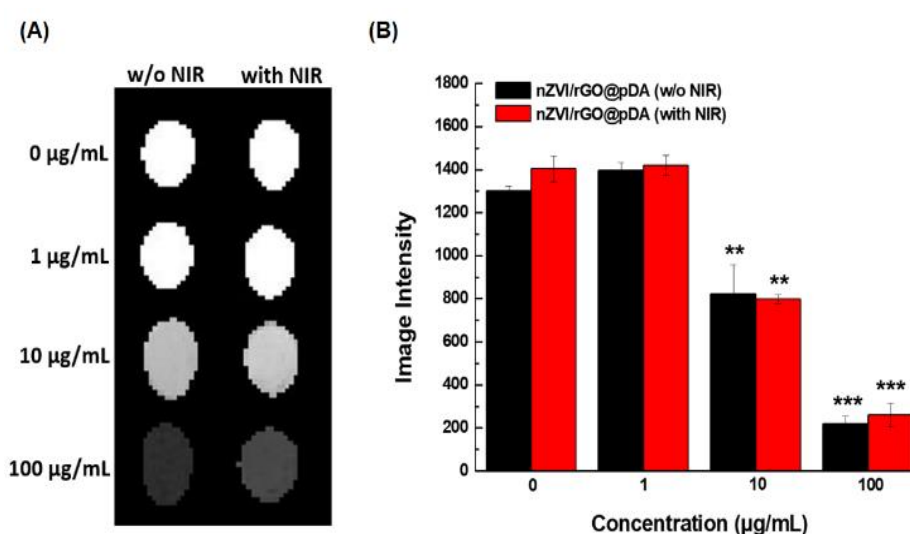 (A)
w/o NIR with NIR
0 µg/mL
1 µg/mL
10 µg/mL
100 µg/mL
(B)
nZVI/rGO@pDA (w/o NIR)
nZVI/rGO@pDA (with NIR)
1800
1600
1400
1200
1000
800
600
400
200
0
Image Intensity
**
**
***
***
0 1 10 100
Concentration (µg/mL)